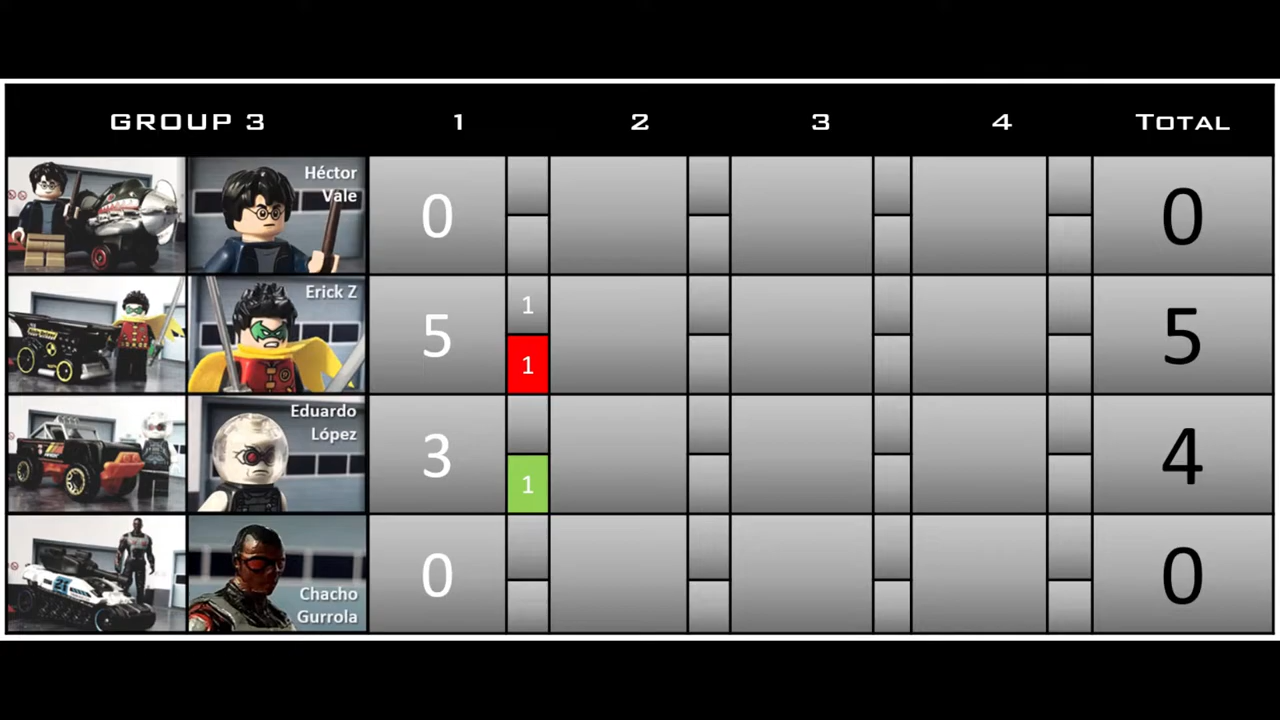 GROUP 3 1 2 3 4 TOTAL
Héctor
Vale
0 0
Erick Z
5 1 1 5
Eduardo
López
3 1 4
21
Chacho
Gurrola
0 0